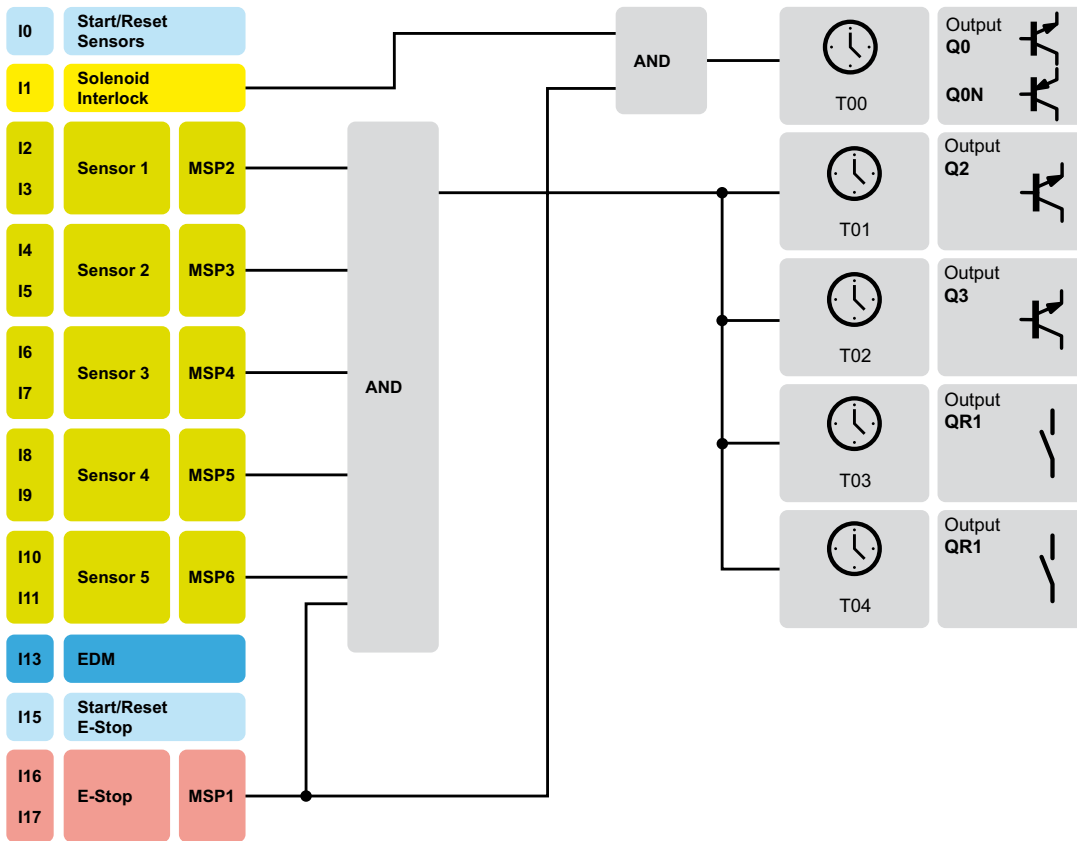 I0
Start/Reset
Sensors
I1
Solenoid
Interlock
I2
I3
Sensor 1
MSP2
I4
I5
Sensor 2
MSP3
I6
I7
Sensor 3
MSP4
I8
I9
Sensor 4
MSP5
I10
I11
Sensor 5
MSP6
I13
EDM
I15
Start/Reset
E-Stop
I16
I17
E-Stop
MSP1
AND
AND
T00
Output
Q0
Q0N
T01
Output
Q2
T02
Output
Q3
T03
Output
QR1
T04
Output
QR1